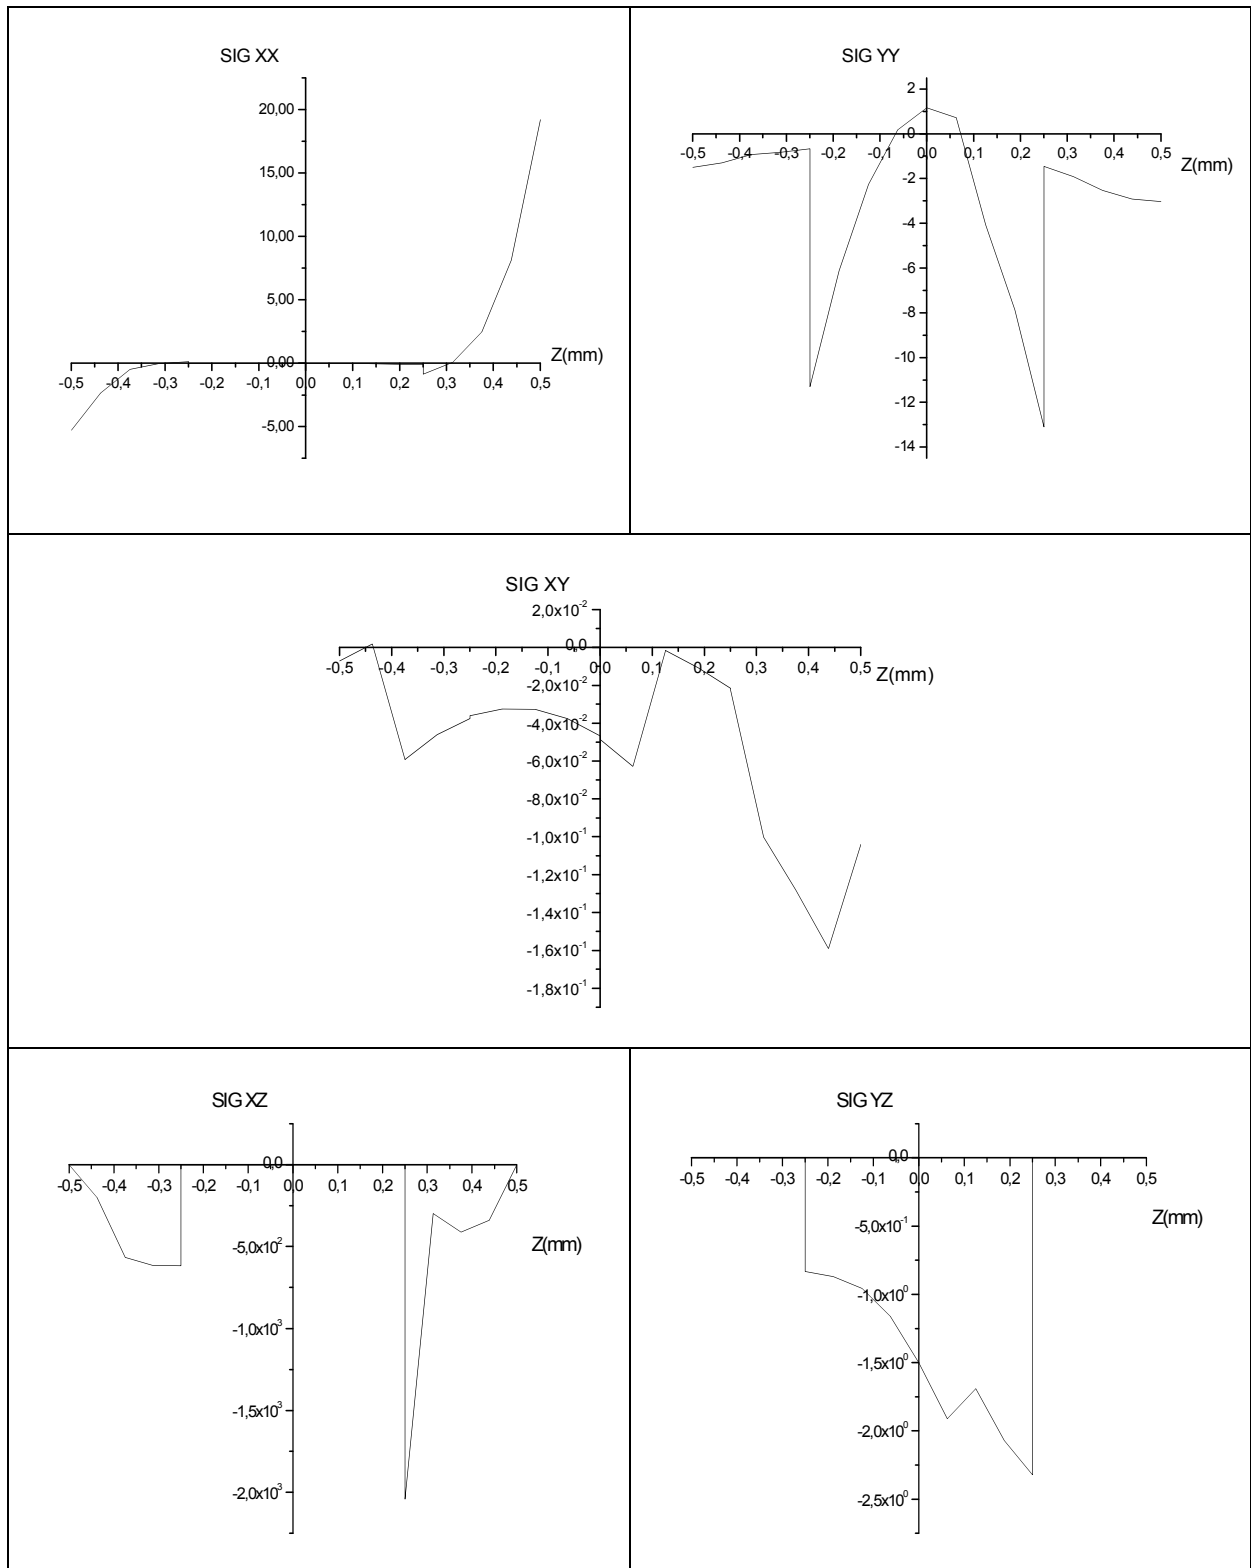 SIG XX
20,00
15,00
10,00
5,00
0,00
Z(mm)
-0,5 -0,4 -0,3 -0,2 -0,1 0,0 0,1 0,2 0,3 0,4 0,5
-5,00
SIG YY
2
0
-0,5 -0,4 -0,3 -0,2 -0,1 0,0 0,1 0,2 0,3 0,4 0,5
Z(mm)
-2
-4
-6
-8
-10
-12
-14
SIG XY
2,0x10⁻²
0,0
-0,5 -0,4 -0,3 -0,2 -0,1 0,0 0,1 0,2 0,3 0,4 0,5
Z(mm)
-2,0x10⁻²
-4,0x10⁻²
-6,0x10⁻²
-8,0x10⁻²
-1,0x10⁻¹
-1,2x10⁻¹
-1,4x10⁻¹
-1,6x10⁻¹
-1,8x10⁻¹
SIG XZ
0,0
-0,5 -0,4 -0,3 -0,2 -0,1 0,0 0,1 0,2 0,3 0,4 0,5
Z(mm)
-5,0x10²
-1,0x10³
-1,5x10³
-2,0x10³
SIG YZ
0,0
-0,5 -0,4 -0,3 -0,2 -0,1 0,0 0,1 0,2 0,3 0,4 0,5
Z(mm)
-5,0x10⁻¹
-1,0x10⁰
-1,5x10⁰
-2,0x10⁰
-2,5x10⁰